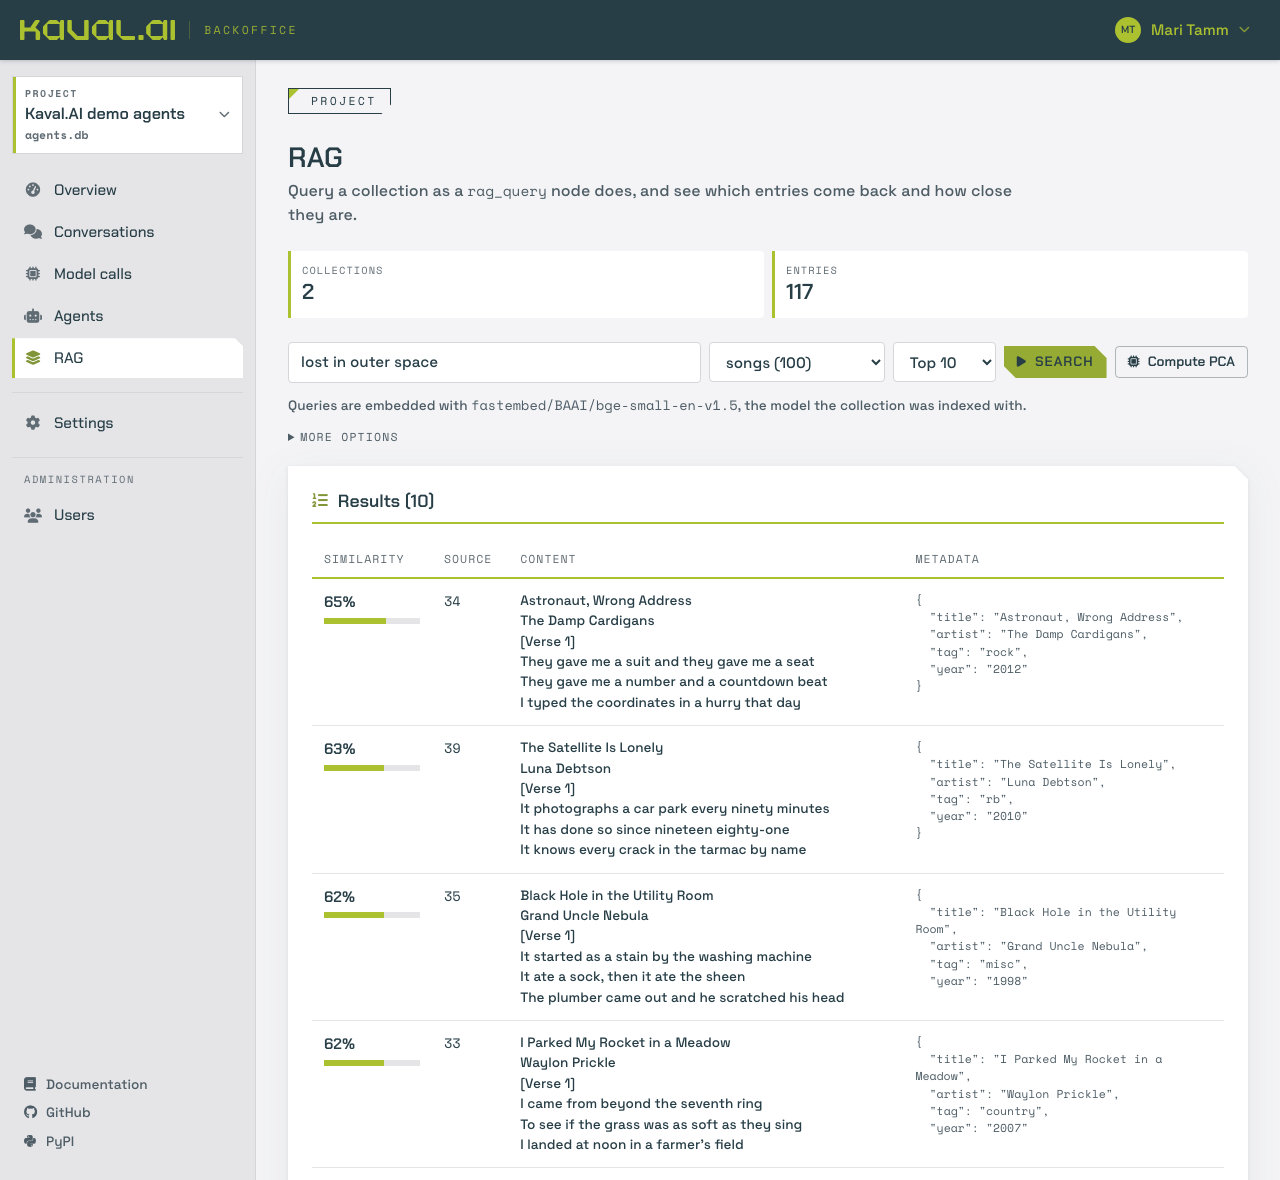 Kaval.ai
BACKOFFICE
MT
Mari Tamm
PROJECT
Kaval.AI demo agents
agents.db
Overview
Conversations
Model calls
Agents
RAG
Settings
ADMINISTRATION
Users
Documentation
GitHub
PyPI
PROJECT
RAG
Query a collection as a rag_query node does, and see which entries come back and how close
they are.
COLLECTIONS
2
ENTRIES
117
lost in outer space
songs (100)
Top 10
SEARCH
Compute PCA
Queries are embedded with fastembed/BAAI/bge-small-en-v1.5, the model the collection was indexed with.
MORE OPTIONS
Results (10)
SIMILARITY SOURCE CONTENT METADATA
65%
34
Astronaut, Wrong Address
The Damp Cardigans
[Verse 1]
They gave me a suit and they gave me a seat
They gave me a number and a countdown beat
I typed the coordinates in a hurry that day
{
"title": "Astronaut, Wrong Address",
"artist": "The Damp Cardigans",
"tag": "rock",
"year": "2012"
}
63%
39
The Satellite Is Lonely
Luna Debtson
[Verse 1]
It photographs a car park every ninety minutes
It has done so since nineteen eighty-one
It knows every crack in the tarmac by name
{
"title": "The Satellite Is Lonely",
"artist": "Luna Debtson",
"tag": "rb",
"year": "2010"
}
62%
35
Black Hole in the Utility Room
Grand Uncle Nebula
[Verse 1]
It started as a stain by the washing machine
It ate a sock, then it ate the sheen
The plumber came out and he scratched his head
{
"title": "Black Hole in the Utility
Room",
"artist": "Grand Uncle Nebula",
"tag": "misc",
"year": "1998"
62%
33
I Parked My Rocket in a Meadow
Waylon Prickle
[Verse 1]
I came from beyond the seventh ring
To see if the grass was as soft as they sing
I landed at noon in a farmer's field
{
"title": "I Parked My Rocket in a
Meadow",
"artist": "Waylon Prickle",
"tag": "country",
"year": "2007"